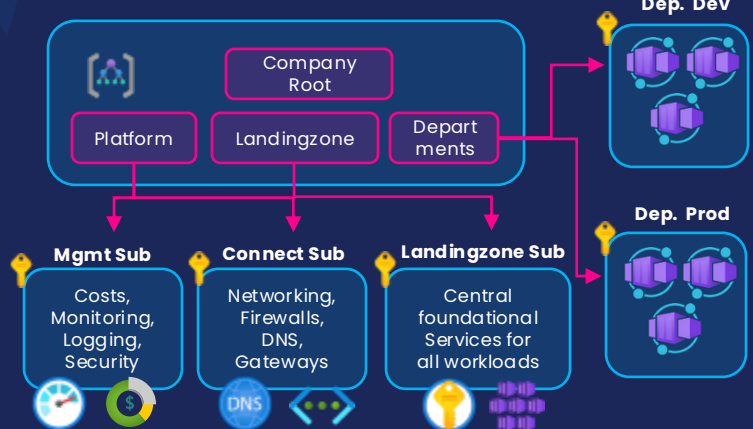 Dep. Dev
Company
Root
Platform
Landingzone
Depart
ments
Dep. Prod
Mgmt Sub
Connect Sub
Landingzone Sub
Costs,
Monitoring,
Logging,
Security
Networking,
Firewalls,
DNS,
Gateways
Central
foundational
Services for
all workloads
$
DNS